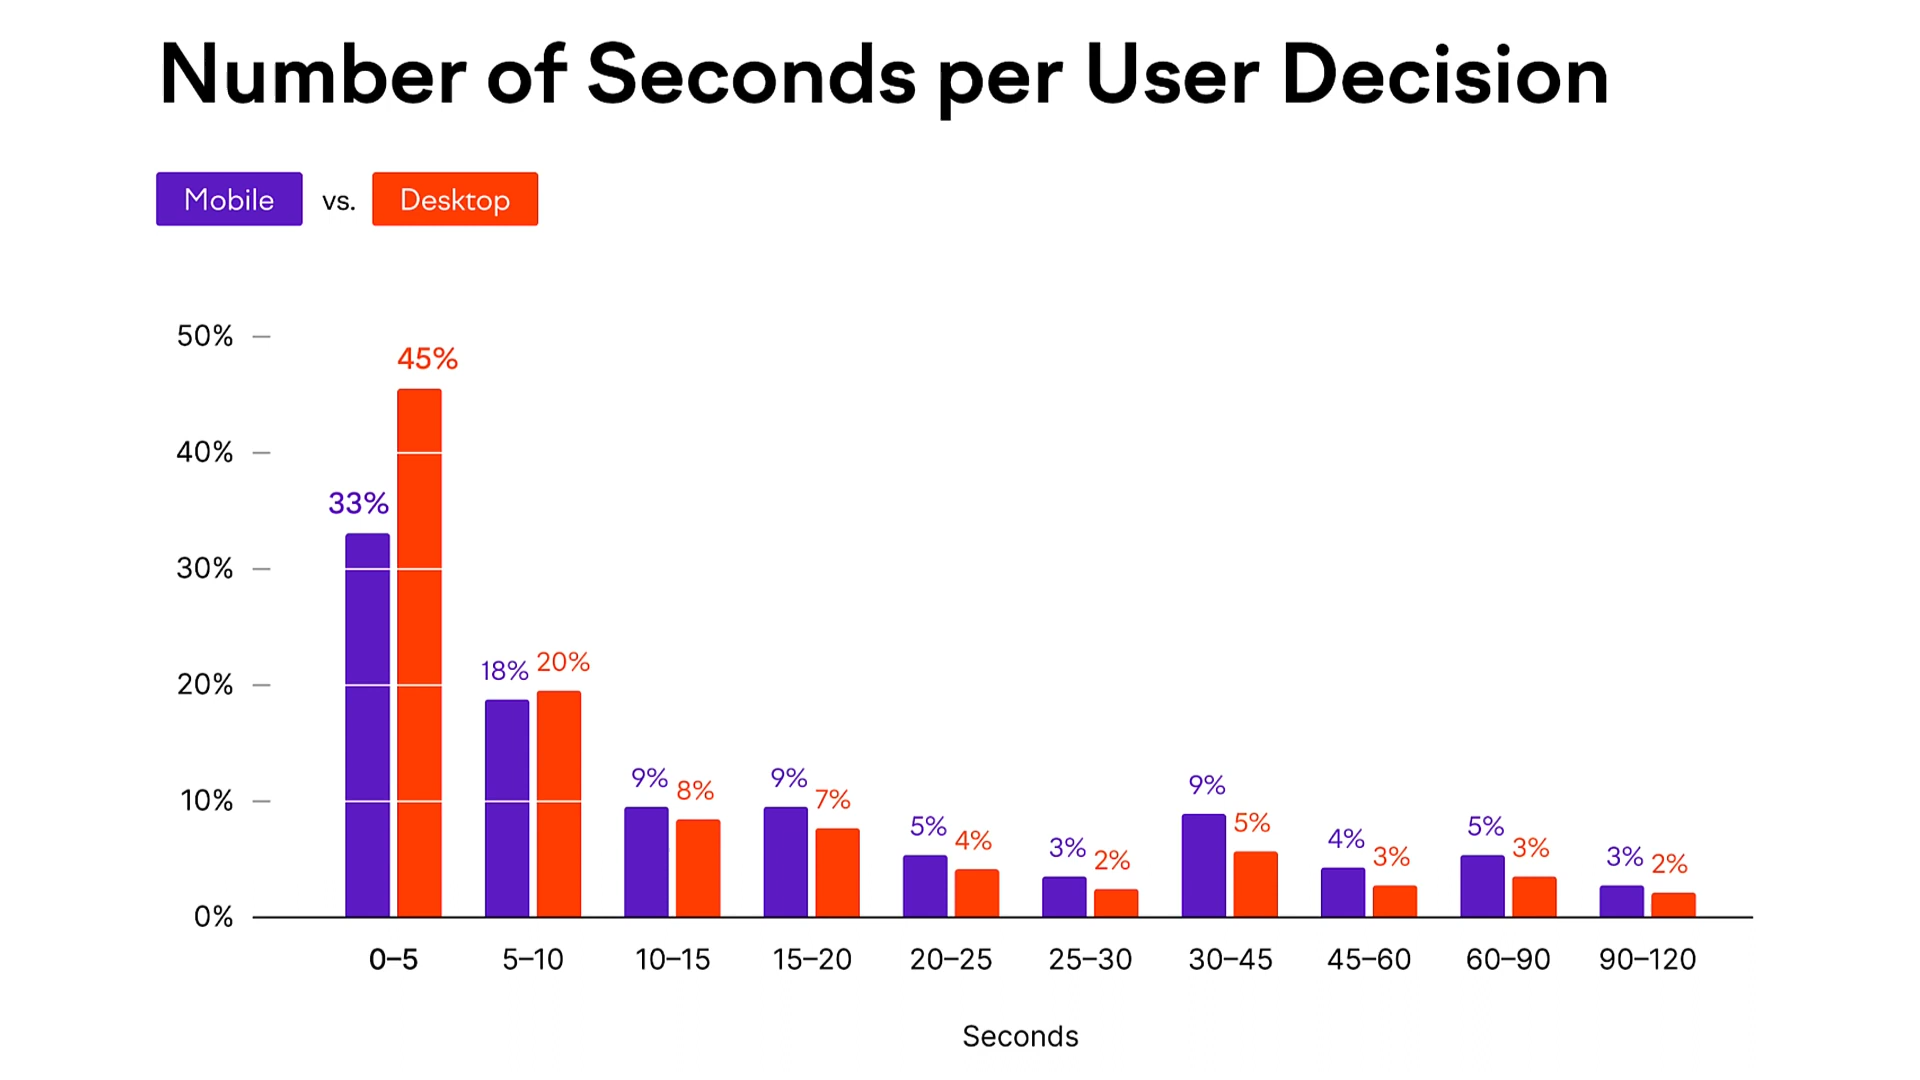 Number of Seconds per User Decision
Mobile vs. Desktop
50%
45%
40%
33%
30%
18% 20%
20%
9% 8% 9% 7% 5% 4% 3% 2% 9% 5% 4% 3% 5% 3% 3% 2%
10%
0%
0–5 5–10 10–15 15–20 20–25 25–30 30–45 45–60 60–90 90–120
Seconds